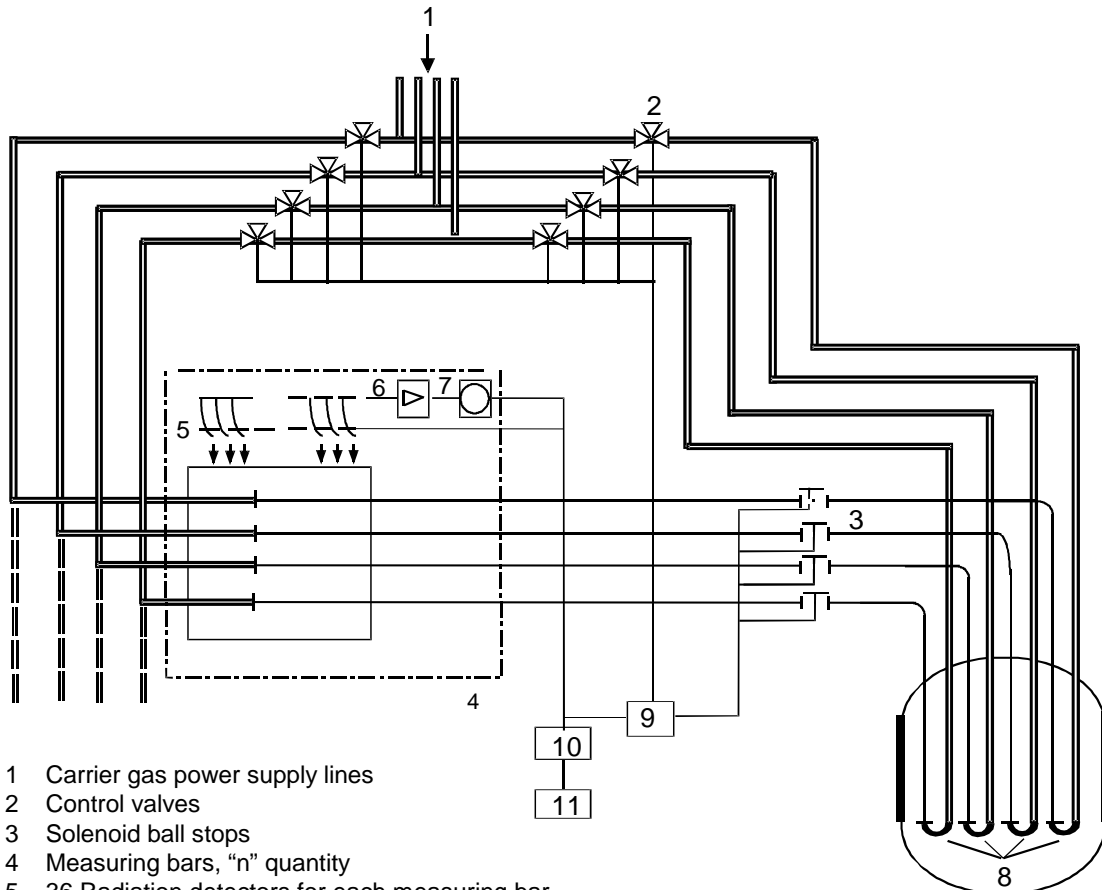 1
2
6
7
5
3
4
9
10
11
8
1 Carrier gas power supply lines
2 Control valves
3 Solenoid ball stops
4 Measuring bars, “n” quantity
5 36 Radiation detectors for each measuring bar